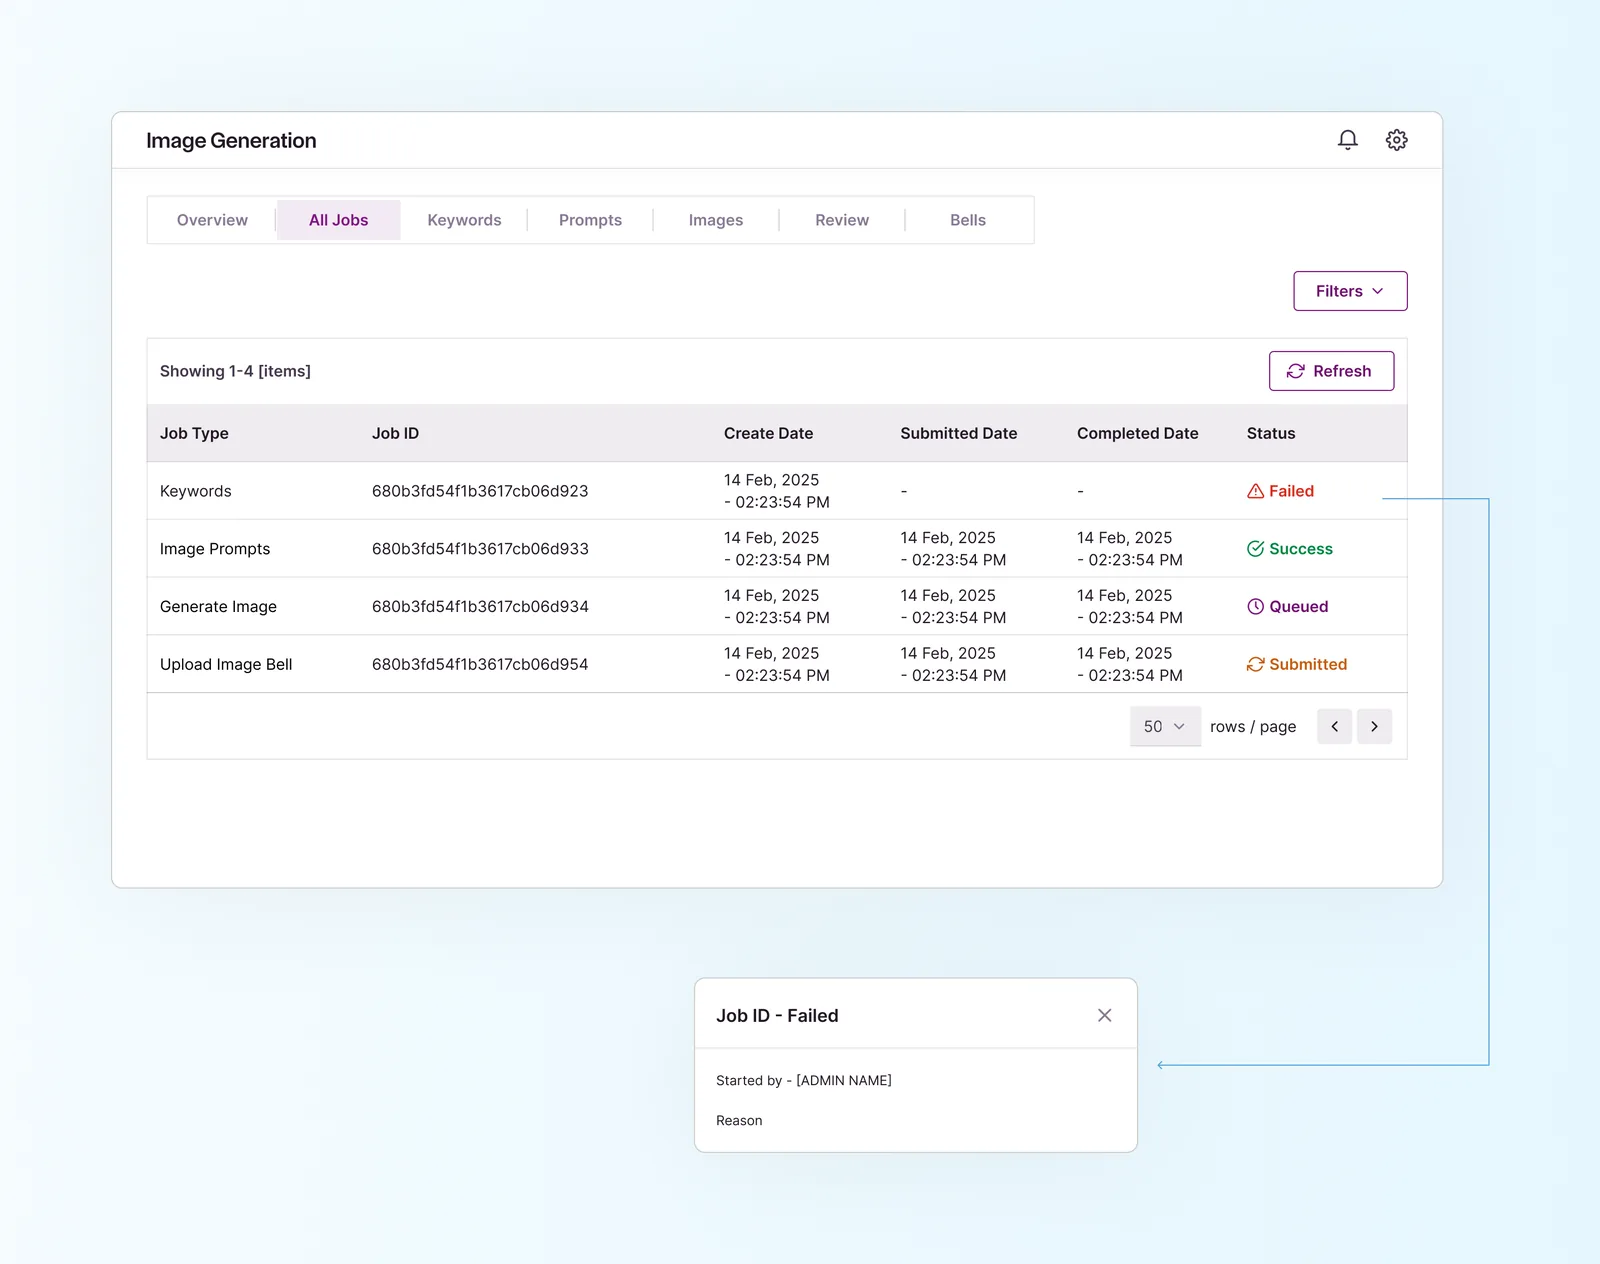 Image Generation
Overview
All Jobs
Keywords
Prompts
Images
Review
Bells
Filters
Showing 1-4 [items]
Refresh
Job Type
Job ID
Create Date
Submitted Date
Completed Date
Status
Keywords
680b3fd54f1b3617cb06d923
14 Feb, 2025
- 02:23:54 PM
-
-
Failed
Image Prompts
680b3fd54f1b3617cb06d933
14 Feb, 2025
- 02:23:54 PM
14 Feb, 2025
- 02:23:54 PM
14 Feb, 2025
- 02:23:54 PM
Success
Generate Image
680b3fd54f1b3617cb06d934
14 Feb, 2025
- 02:23:54 PM
14 Feb, 2025
- 02:23:54 PM
14 Feb, 2025
- 02:23:54 PM
Queued
Upload Image Bell
680b3fd54f1b3617cb06d954
14 Feb, 2025
- 02:23:54 PM
14 Feb, 2025
- 02:23:54 PM
14 Feb, 2025
- 02:23:54 PM
Submitted
50
rows / page
Job ID - Failed
Started by - [ADMIN NAME]
Reason